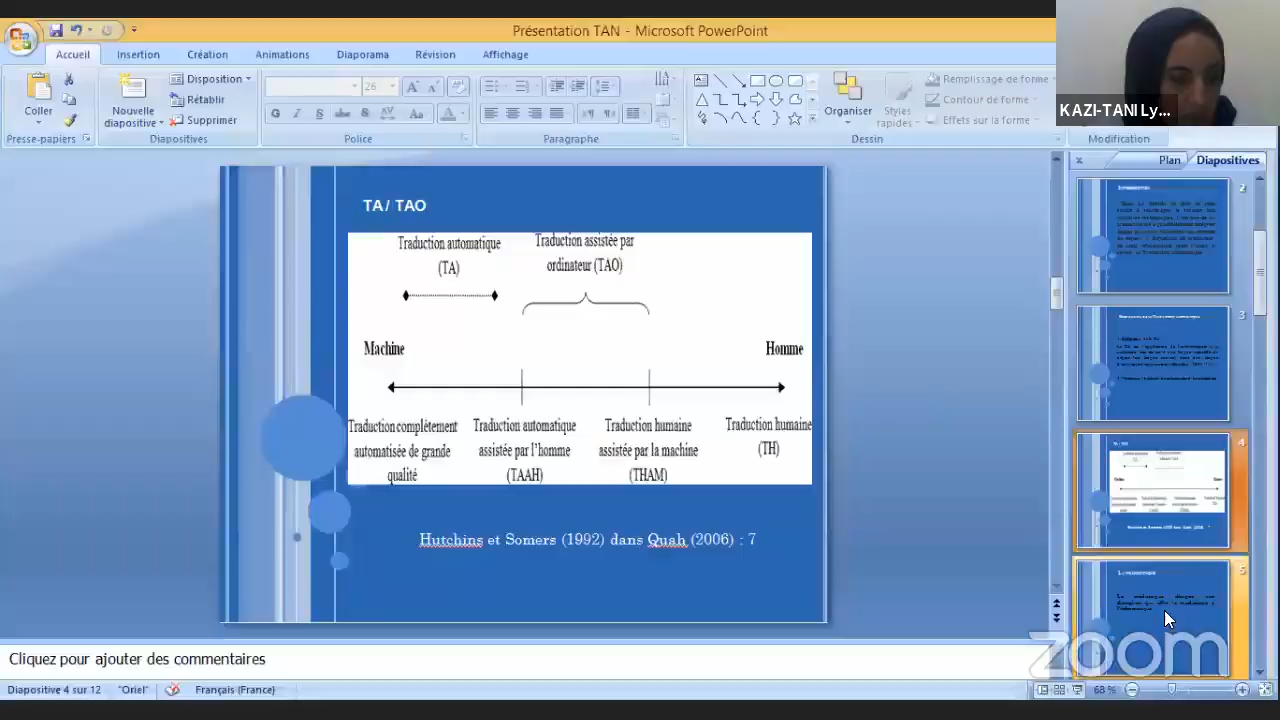 Présentation TAN - Microsoft PowerPoint
Accueil
Insertion
Création
Animations
Diaporama
Révision
Affichage
Coller
Nouvelle
diapositive
Disposition
Rétablir
Supprimer
26
G I S
Organiser
Styles
rapides
Remplissage de forme
Contour de forme
Effets sur la forme
Presse-papiers
Diapositives
Police
Paragraphe
Dessin
Modification
KAZI-TANI Ly...
Plan
Diapositives
TA / TAO
Traduction automatique
(TA)
Traduction assistée par
ordinateur (TAO)
Machine
Homme
Traduction complètement
automatisée de grande
qualité
Traduction automatique
assistée par l'homme
(TAAH)
Traduction humaine
assistée par la machine
(THAM)
Traduction humaine
(TH)
Hutchins et Somers (1992) dans Quah (2006) : 7
2
3
4
5
Cliquez pour ajouter des commentaires
Diapositive 4 sur 12
"Oriel"
Français (France)
68 %
zoom